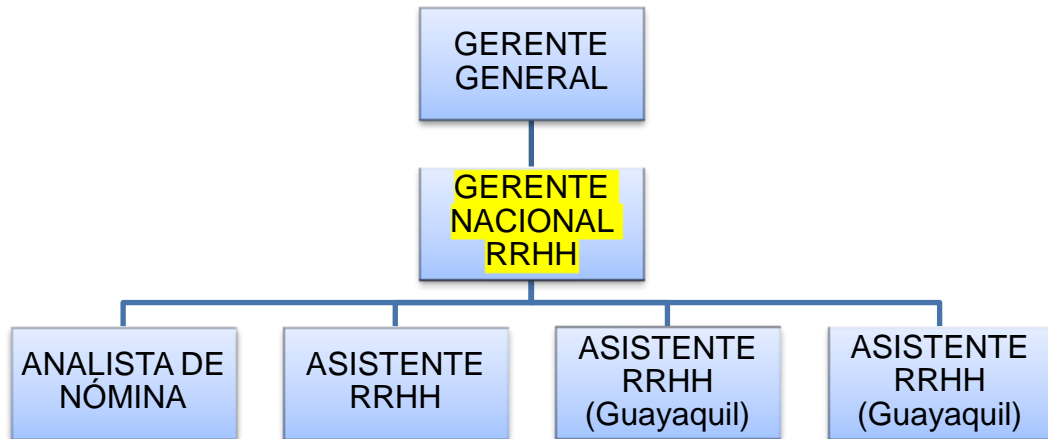 GERENTE
GENERAL
GERENTE
NACIONAL
RRHH
ANALISTA DE
NÓMINA
ASISTENTE
RRHH
ASISTENTE
RRHH
(Guayaquil)
ASISTENTE
RRHH
(Guayaquil)